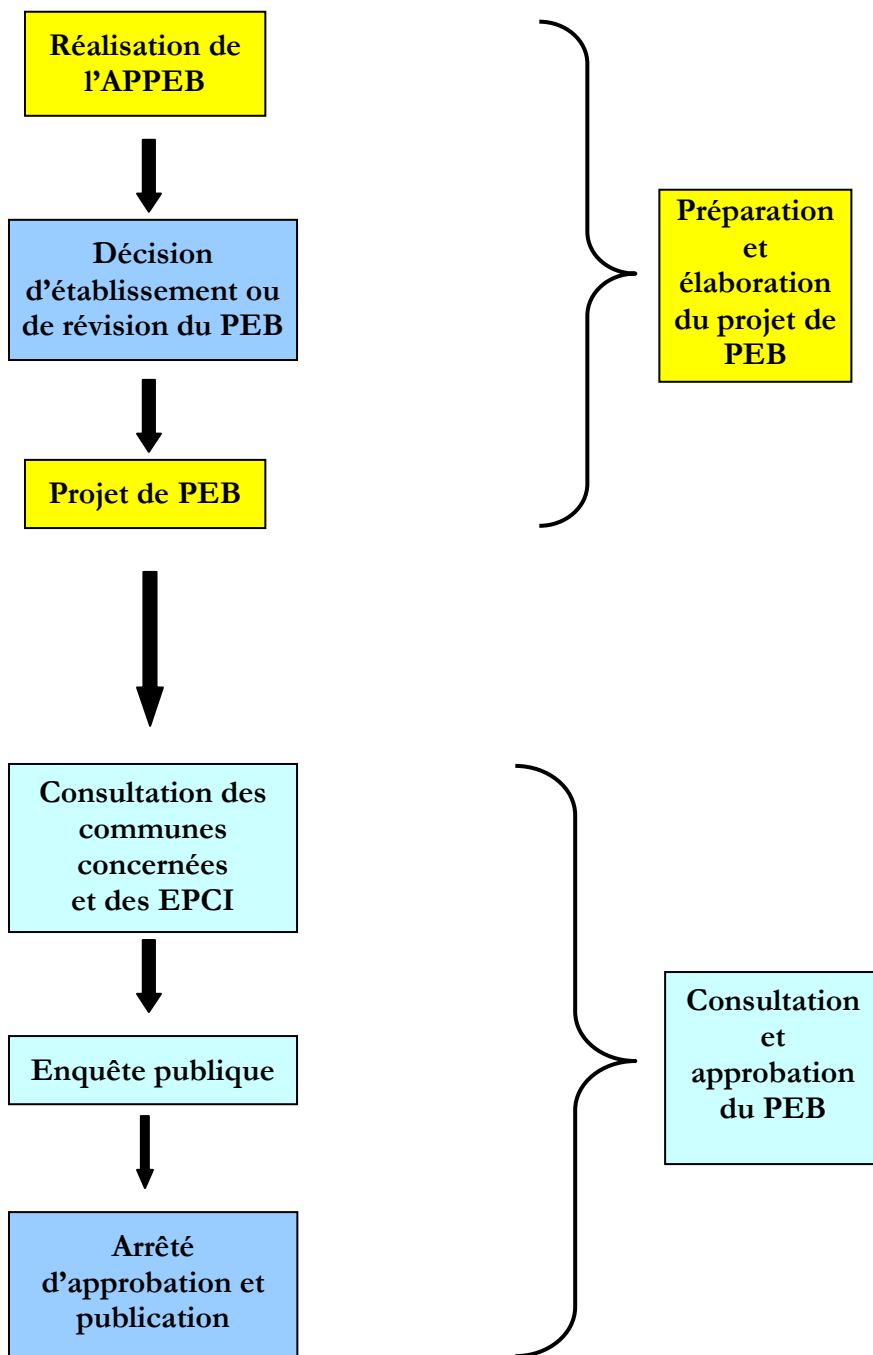 Réalisation de
l’APPEB
Décision
d’établissement ou
de révision du PEB
Projet de PEB
Préparation
et
élaboration
du projet de
PEB
Consultation des
communes
concernées
et des EPCI
Enquête publique
Arrêté
d’approbation et
publication
Consultation
et
approbation
du PEB